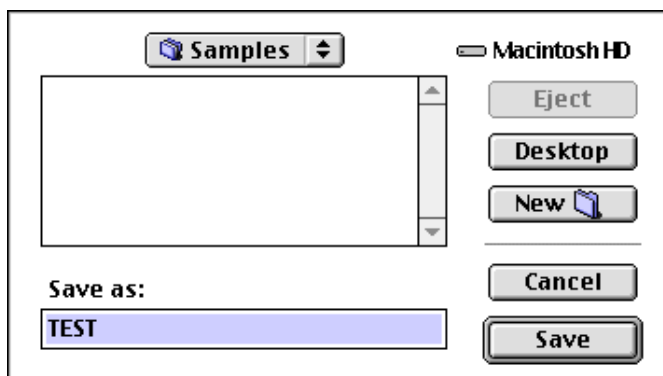 Samples
Macintosh HD
Eject
Desktop
New
Save as:
TEST
Cancel
Save